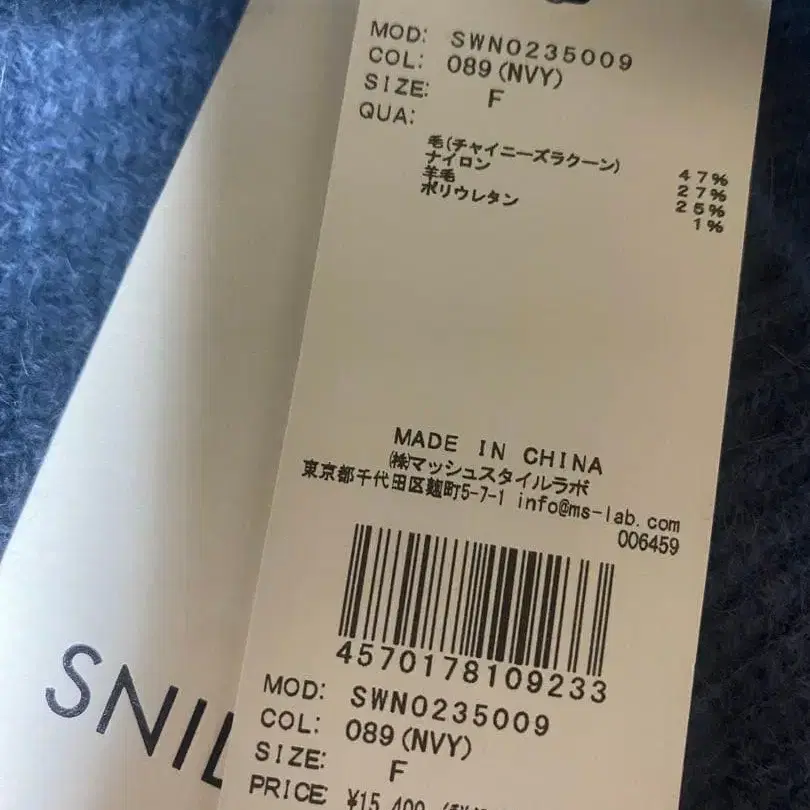 MOD: SWN0235009
COL: 089(NVY)
SIZE: F
QUA:
毛(チャイニーズラクーン) 47%
ナイロン 27%
羊毛 25%
ポリウレタン 1%
MADE IN CHINA
㈱マッシュスタイルラボ
東京都千代田区麹町5-7-1 info@ms-lab.com
006459
4570178109233
MOD: SWN0235009
COL: 089(NVY)
SIZE: F
PRICE ¥15,400
SNI